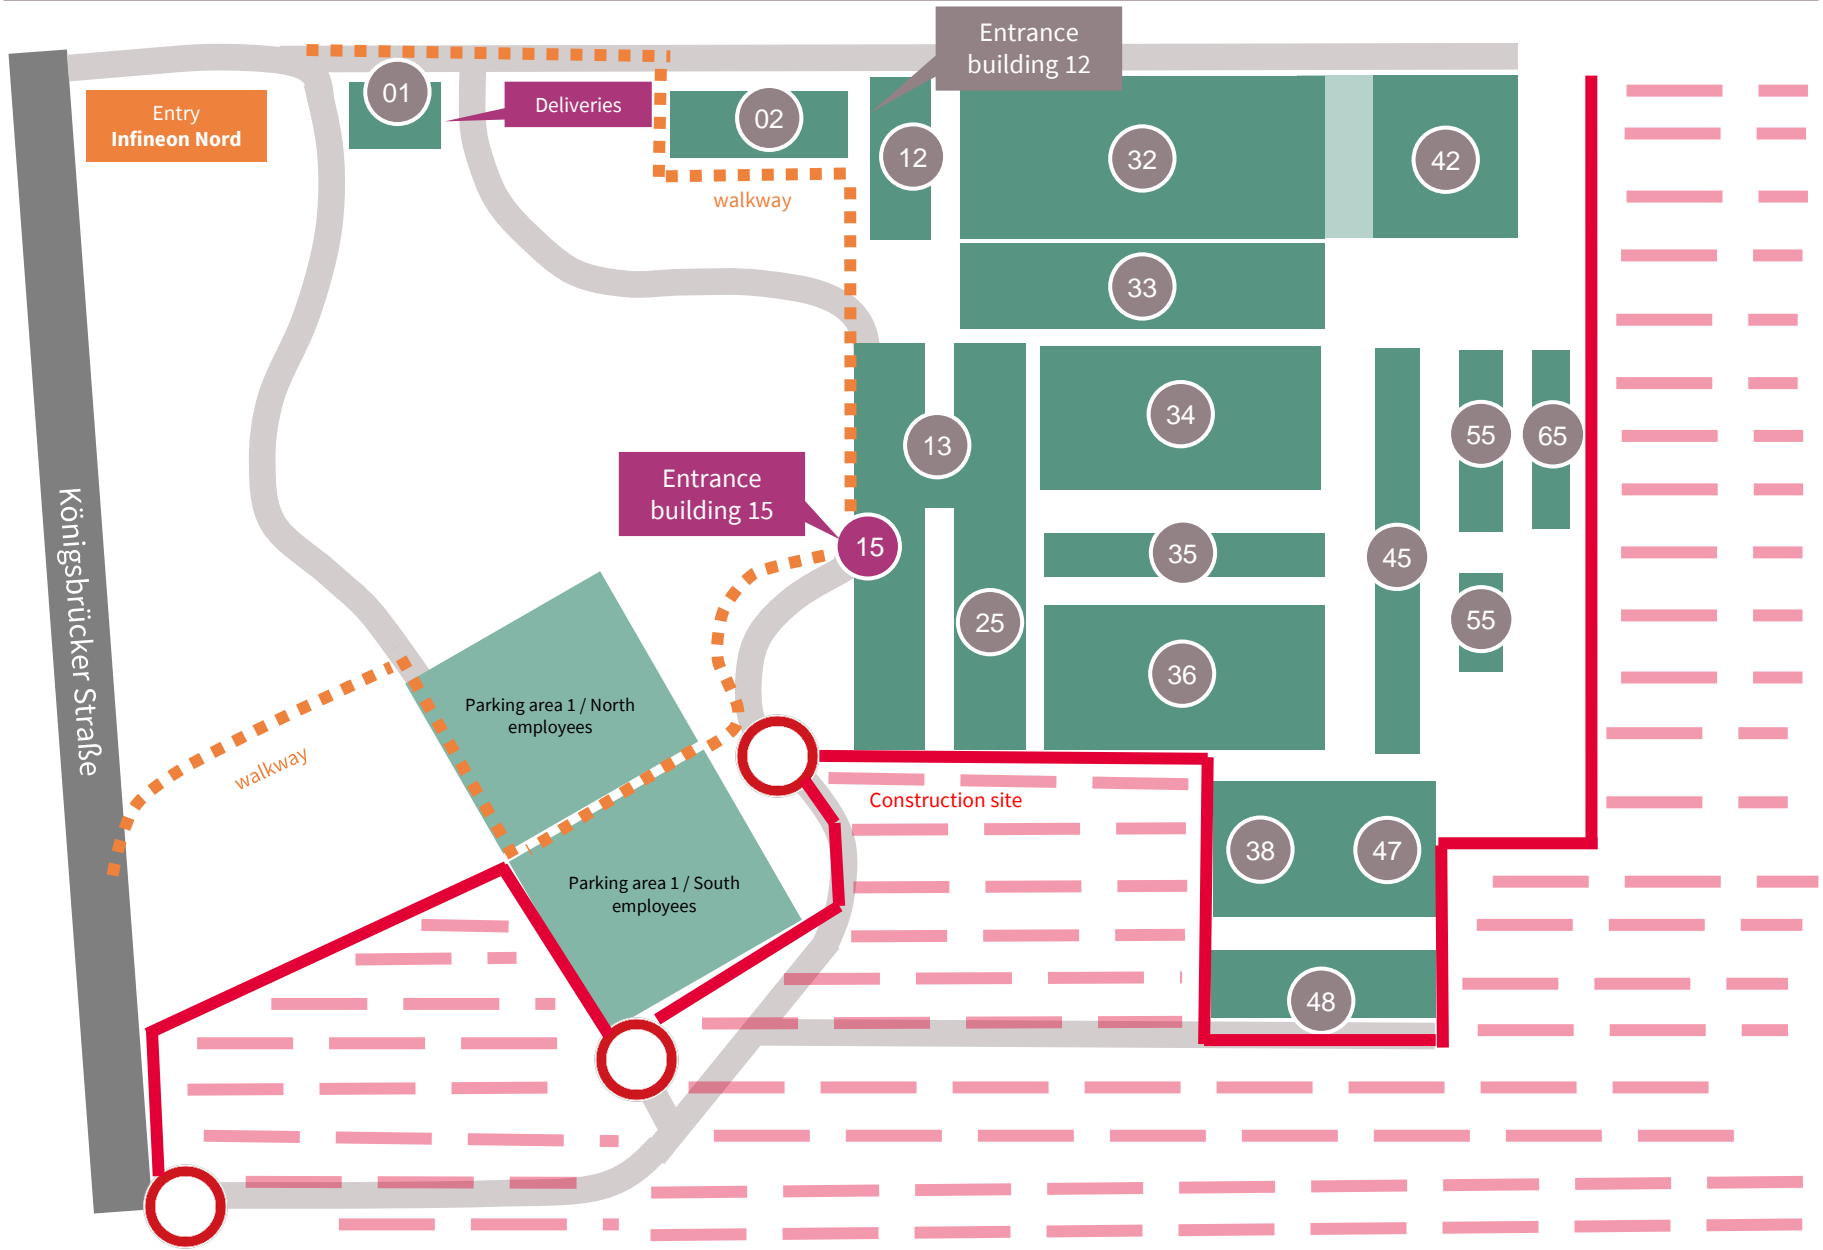 Entrance
building 12
01
Entry
Infineon Nord
Deliveries
02
12
32
42
walkway
33
34
13
55
65
Entrance
building 15
15
35
45
Königsbrücker Straße
25
55
36
Parking area 1 / North
employees
walkway
Construction site
38
47
Parking area 1 / South
employees
48